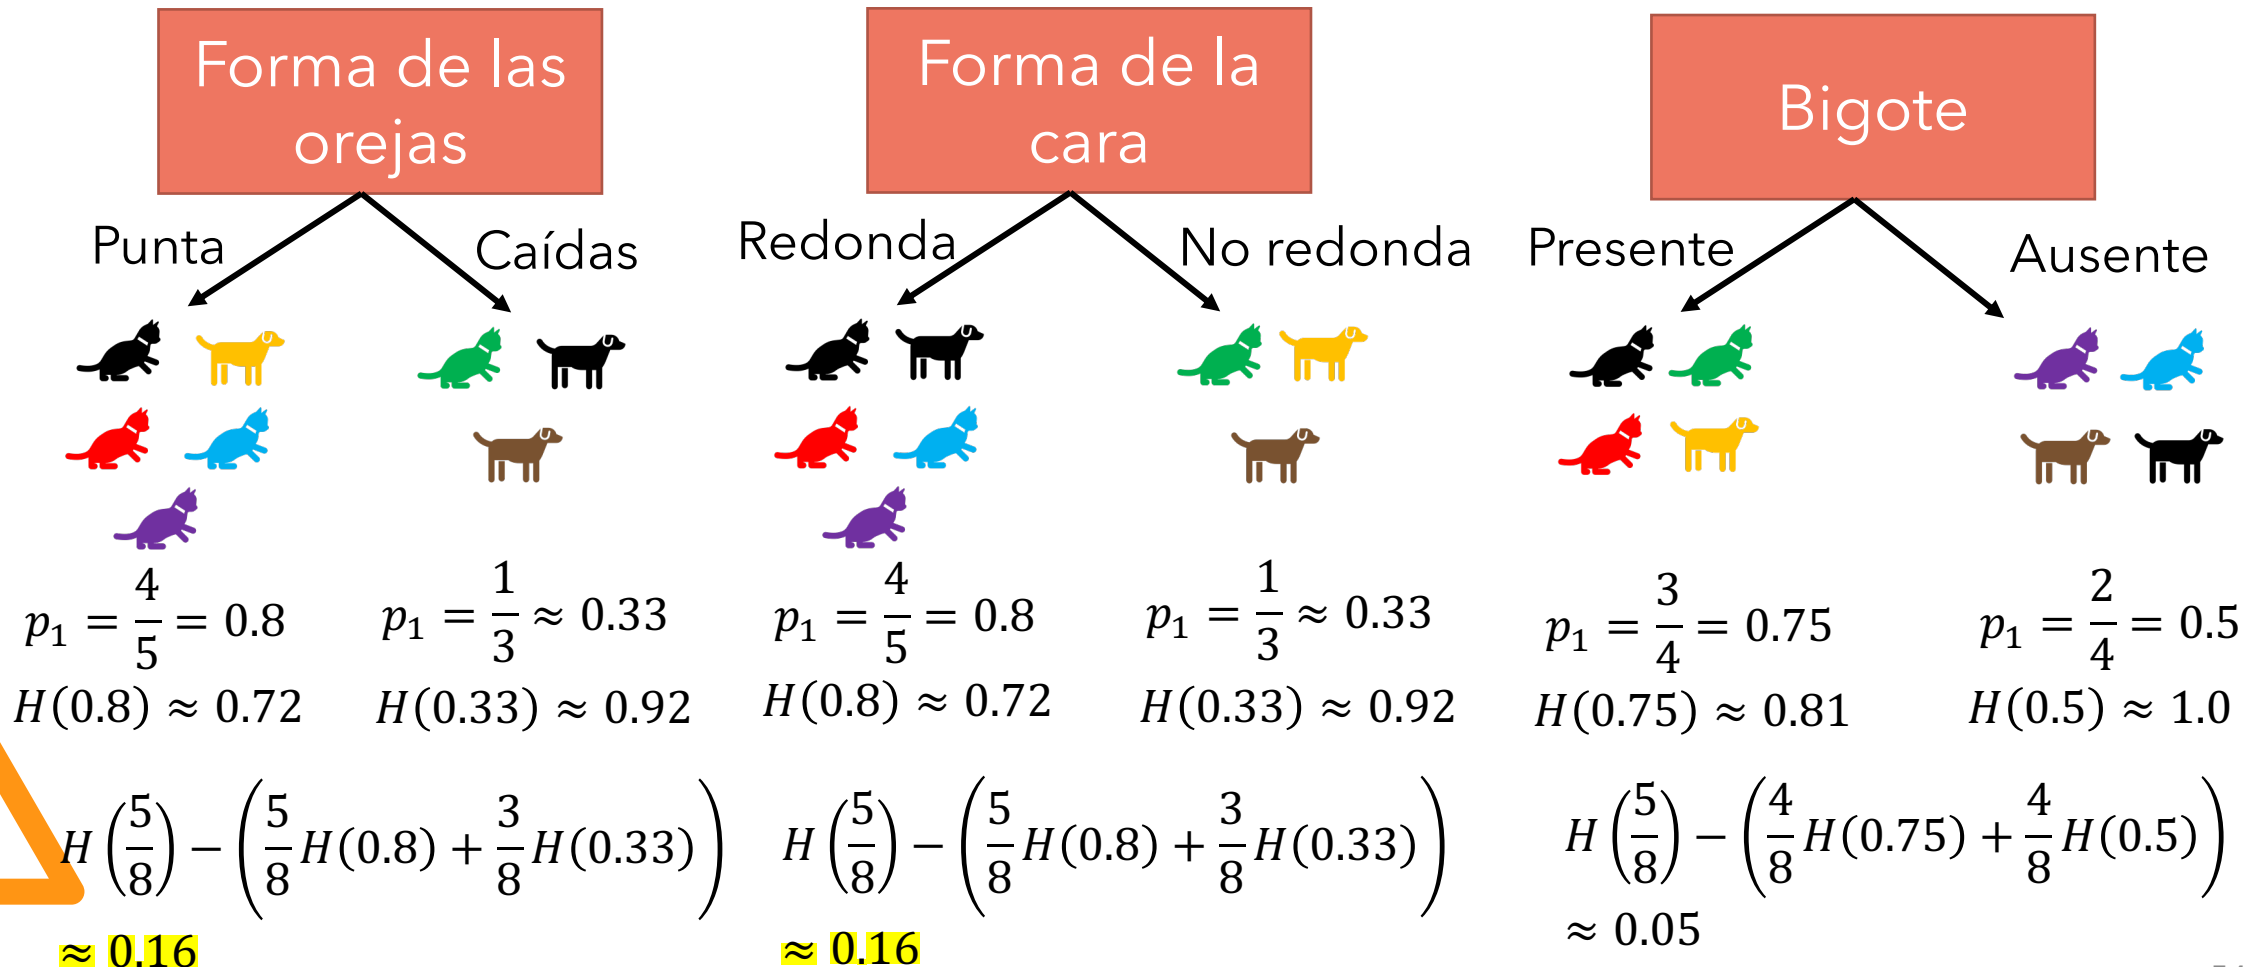 Forma de las
orejas
Punta
Caídas
p₁ = 4/5 = 0.8
p₁ = 1/3 ≈ 0.33
H(0.8) ≈ 0.72
H(0.33) ≈ 0.92
H(5/8) − (5/8 H(0.8) + 3/8 H(0.33))
≈ 0.16
Forma de la
cara
Redonda
No redonda
p₁ = 4/5 = 0.8
p₁ = 1/3 ≈ 0.33
H(0.8) ≈ 0.72
H(0.33) ≈ 0.92
H(5/8) − (5/8 H(0.8) + 3/8 H(0.33))
≈ 0.16
Bigote
Presente
Ausente
p₁ = 3/4 = 0.75
p₁ = 2/4 = 0.5
H(0.75) ≈ 0.81
H(0.5) ≈ 1.0
H(5/8) − (4/8 H(0.75) + 4/8 H(0.5))
≈ 0.05